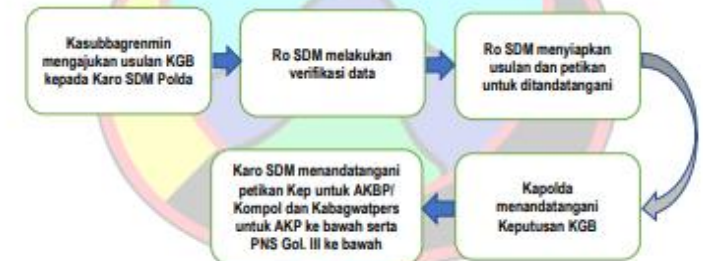 Kasubbagrenmin
mengajukan usulan KGB
kepada Karo SDM Polda
Ro SDM melakukan
verifikasi data
Ro SDM menyiapkan
usulan dan petikan
untuk ditandatangani
Kapolda
menandatangani
Keputusan KGB
Karo SDM menandatangani
petikan Kep untuk AKBP/
Kompol dan Kabagwatpers
untuk AKP ke bawah serta
PNS Gol. III ke bawah